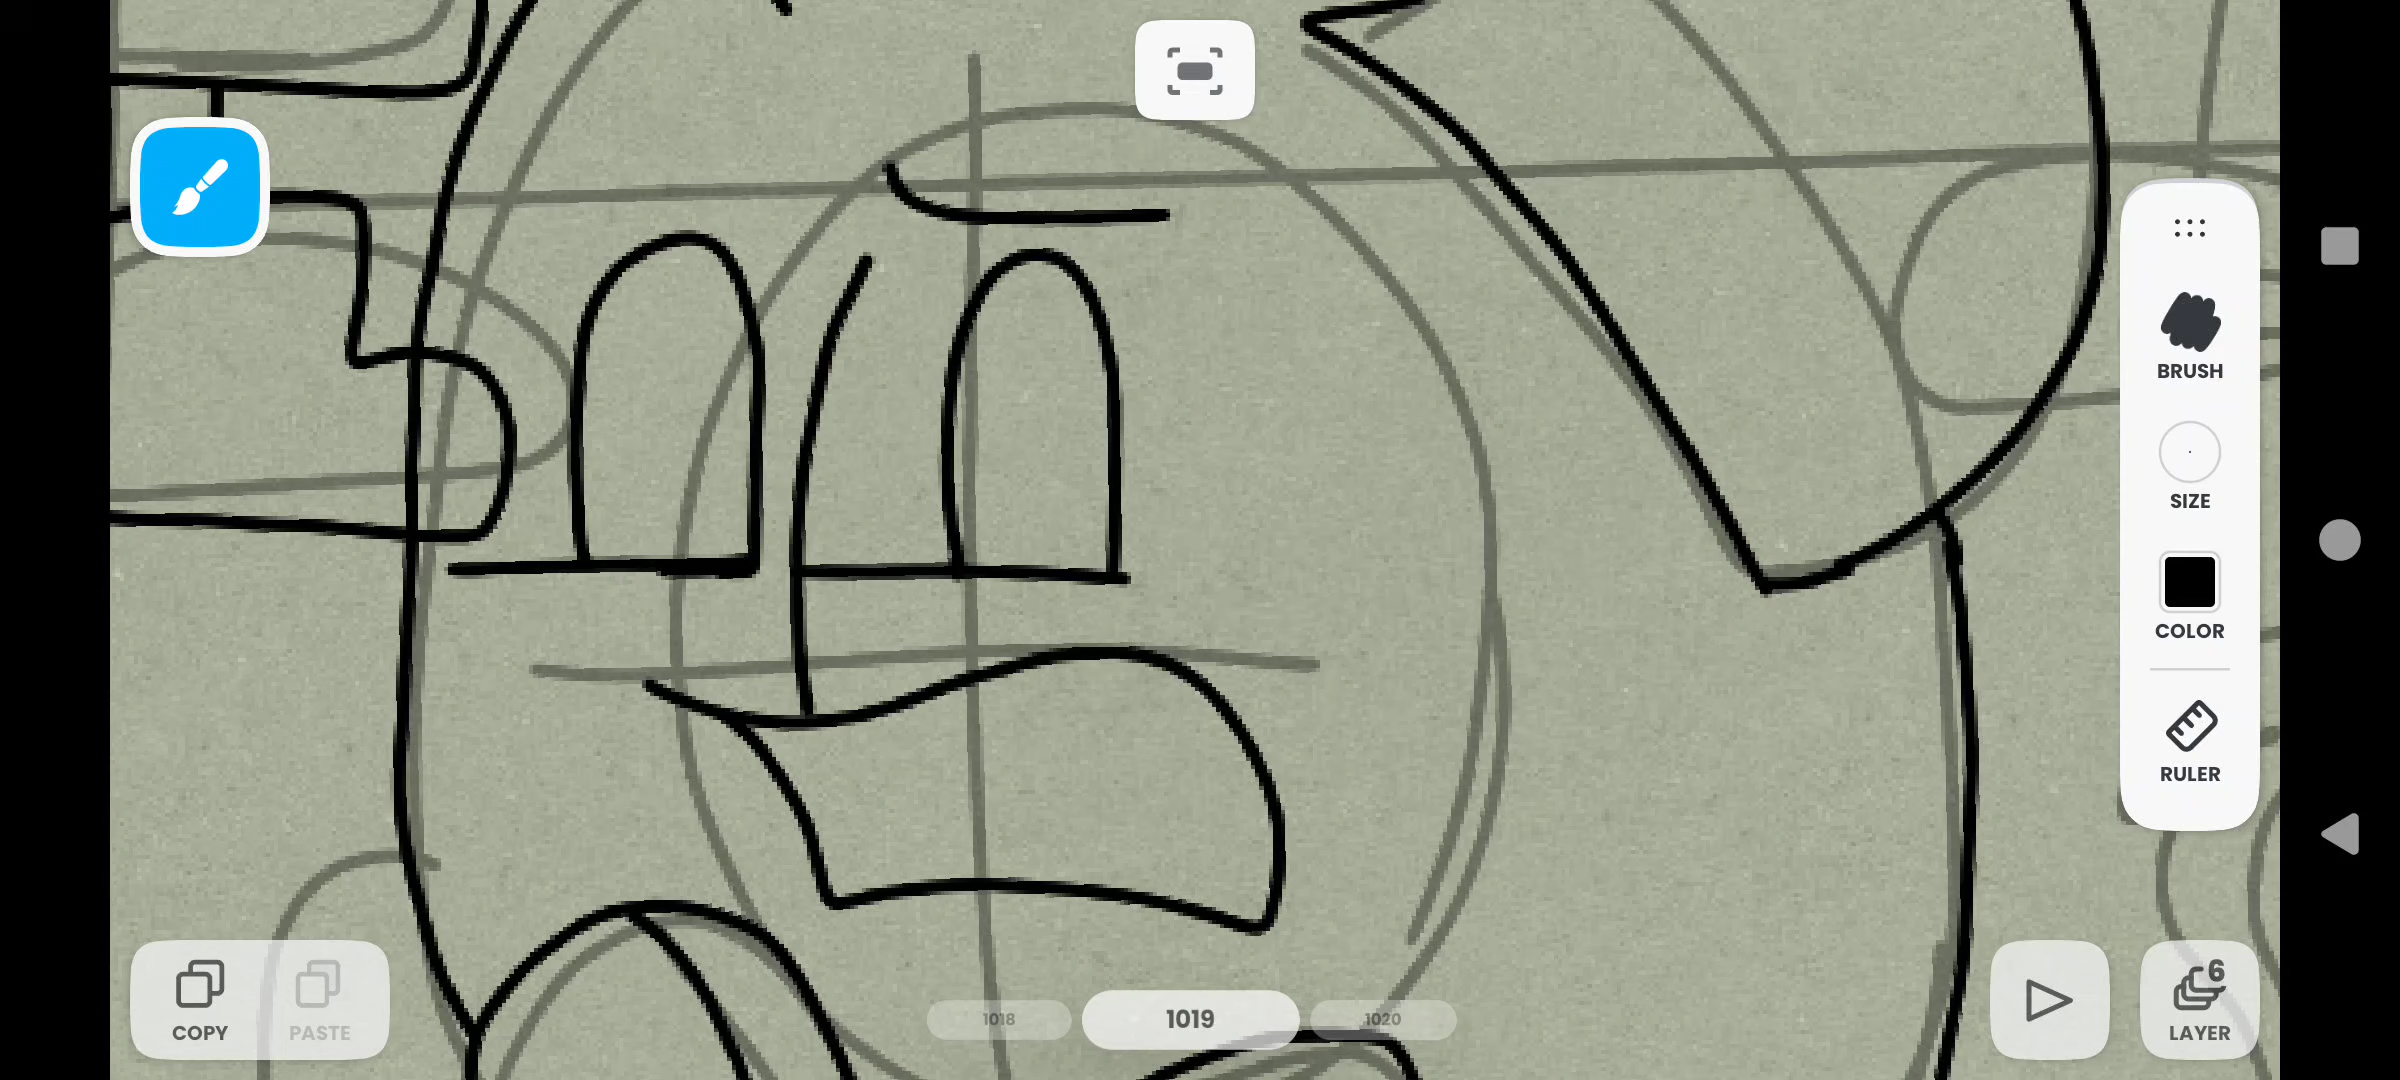 BRUSH
SIZE
COLOR
RULER
COPY PASTE
1018 1019 1020
6
LAYER